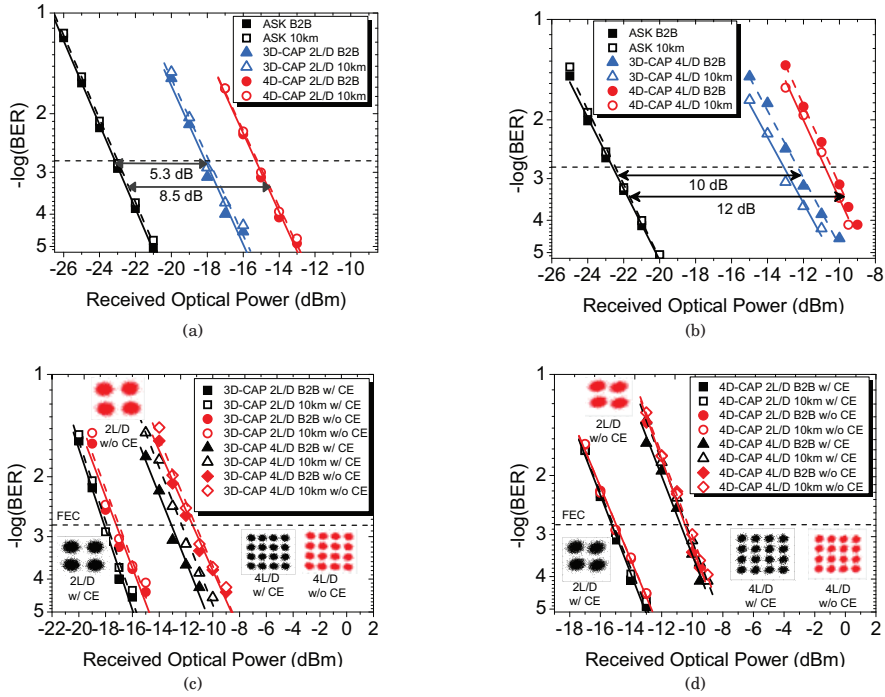 1
2
3
4
5
-log(BER)
ASK B2B
ASK 10km
3D-CAP 2L/D B2B
3D-CAP 2L/D 10km
4D-CAP 2L/D B2B
4D-CAP 2L/D 10km
5.3 dB
8.5 dB
-26 -24 -22 -20 -18 -16 -14 -12 -10
Received Optical Power (dBm)
(a)
1
2
3
4
5
-log(BER)
ASK B2B
ASK 10km
3D-CAP 4L/D B2B
3D-CAP 4L/D 10km
4D-CAP 4L/D B2B
4D-CAP 4L/D 10km
10 dB
12 dB
-26 -24 -22 -20 -18 -16 -14 -12 -10 -8
Received Optical Power (dBm)
(b)
1
2
3
4
5
-log(BER)
2L/D
w/o CE
3D-CAP 2L/D B2B w/ CE
3D-CAP 2L/D 10km w/ CE
3D-CAP 2L/D B2B w/o CE
3D-CAP 2L/D 10km w/o CE
3D-CAP 4L/D B2B w/ CE
3D-CAP 4L/D 10km w/ CE
3D-CAP 4L/D B2B w/o CE
3D-CAP 4L/D 10km w/o CE
FEC
2L/D
w/ CE
4L/D
w/ CE
4L/D
w/o CE
-22 -20 -18 -16 -14 -12 -10 -8 -6 -4 -2 0 2
Received Optical Power (dBm)
(c)
1
2
3
4
5
-log(BER)
2L/D
w/o CE
4D-CAP 2L/D B2B w/ CE
4D-CAP 2L/D 10km w/ CE
4D-CAP 2L/D B2B w/o CE
4D-CAP 2L/D 10km w/o CE
4D-CAP 4L/D B2B w/ CE
4D-CAP 4L/D 10km w/ CE
4D-CAP 4L/D B2B w/o CE
4D-CAP 4L/D 10km w/o CE
FEC
2L/D
w/ CE
4L/D
w/ CE
4L/D
w/o CE
-18 -16 -14 -12 -10 -8 -6 -4 -2 0 2
Received Optical Power (dBm)
(d)